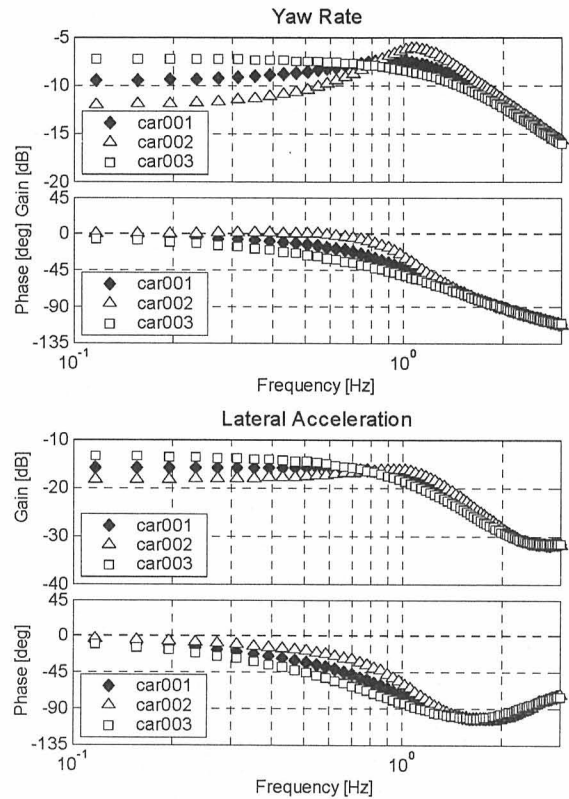 Yaw Rate
-5
-10
-15
-20
Gain [dB]
car001
car002
car003
45
0
-45
-90
-135
Phase [deg]
car001
car002
car003
10^-1
10^0
Frequency [Hz]
Lateral Acceleration
-10
-20
-30
-40
Gain [dB]
car001
car002
car003
45
0
-45
-90
-135
Phase [deg]
car001
car002
car003
10^-1
10^0
Frequency [Hz]